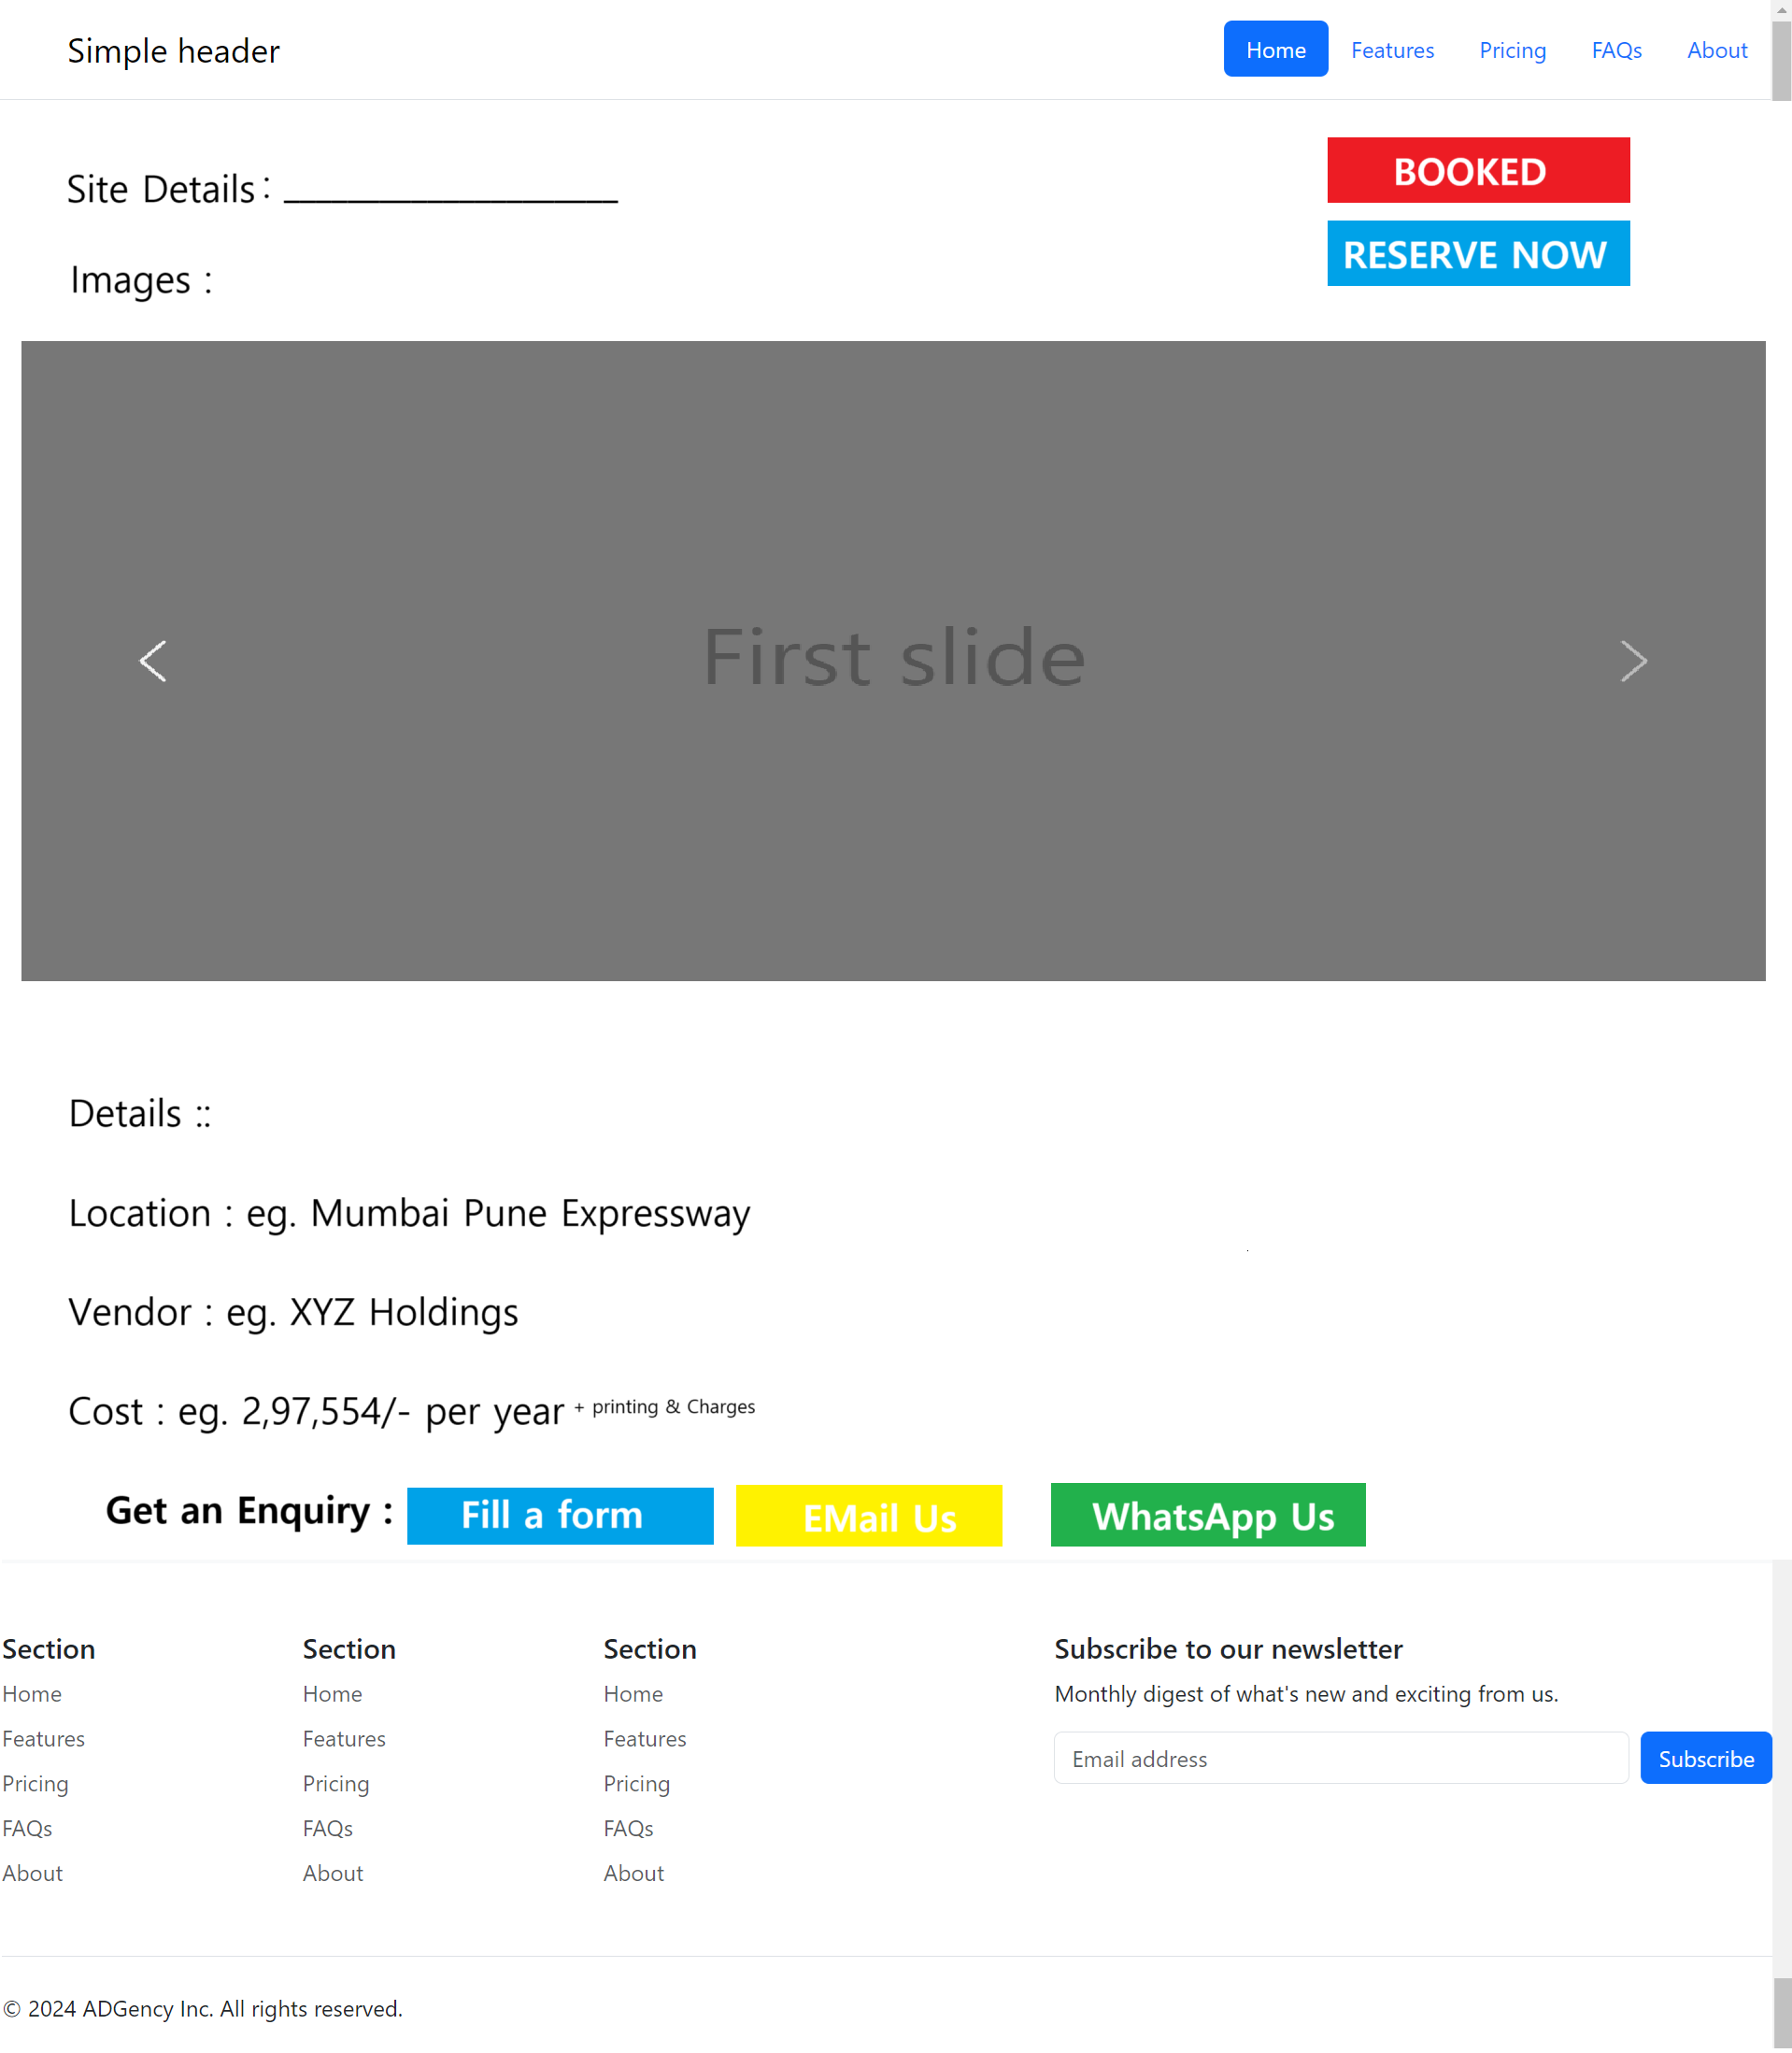 Simple header
Home Features Pricing FAQs About
BOOKED
Site Details : ____________________
RESERVE NOW
Images :
First slide
Details ::
Location : eg. Mumbai Pune Expressway
Vendor : eg. XYZ Holdings
Cost : eg. 2,97,554/- per year + printing & Charges
Get an Enquiry : Fill a form EMail Us WhatsApp Us
Section
Home
Features
Pricing
FAQs
About
Section
Home
Features
Pricing
FAQs
About
Section
Home
Features
Pricing
FAQs
About
Subscribe to our newsletter
Monthly digest of what's new and exciting from us.
Email address Subscribe
© 2024 ADGency Inc. All rights reserved.